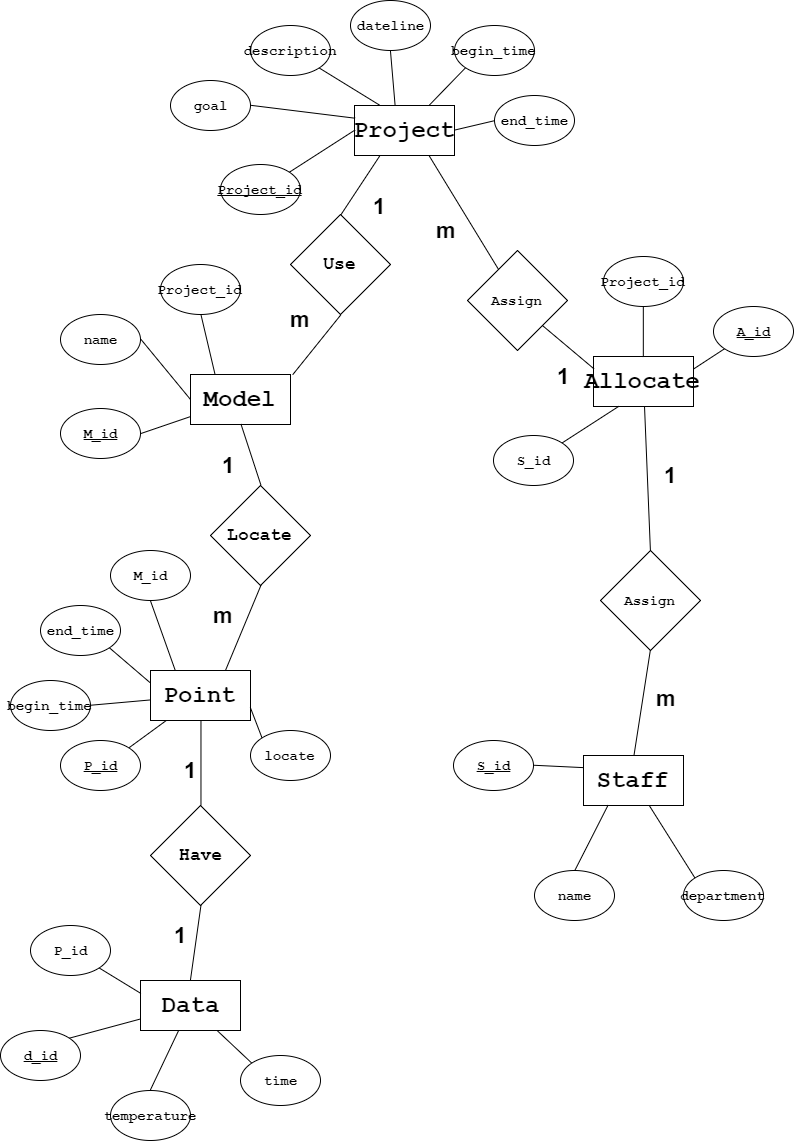 dateline
description
begin_time
goal
end_time
Project
Project_id
1
m
Use
Project_id
Assign
Project_id
m
name
A_id
1
Allocate
Model
M_id
S_id
1
1
Locate
M_id
Assign
m
end_time
Point
m
begin_time
locate
P_id
S_id
1
Staff
Have
name
department
1
P_id
Data
d_id
time
temperature